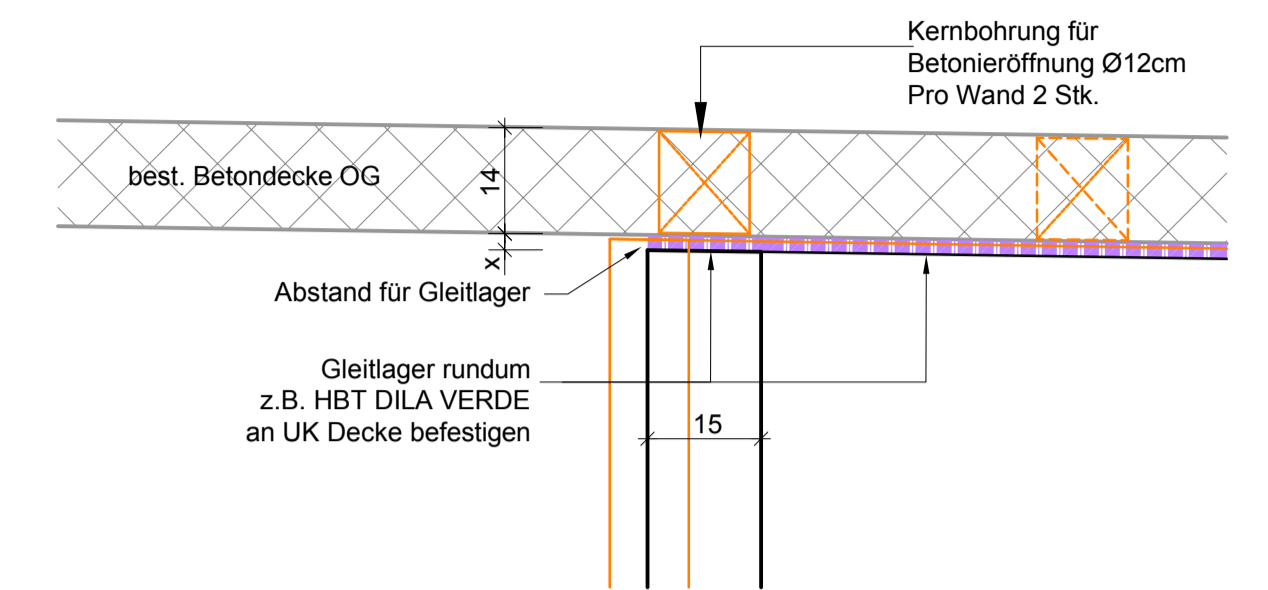 Kernbohrung für
Betonieröffnung Ø12cm
Pro Wand 2 Stk.
best. Betondecke OG
14
x
Abstand für Gleitlager
Gleitlager rundum
z.B. HBT DILA VERDE
an UK Decke befestigen
15